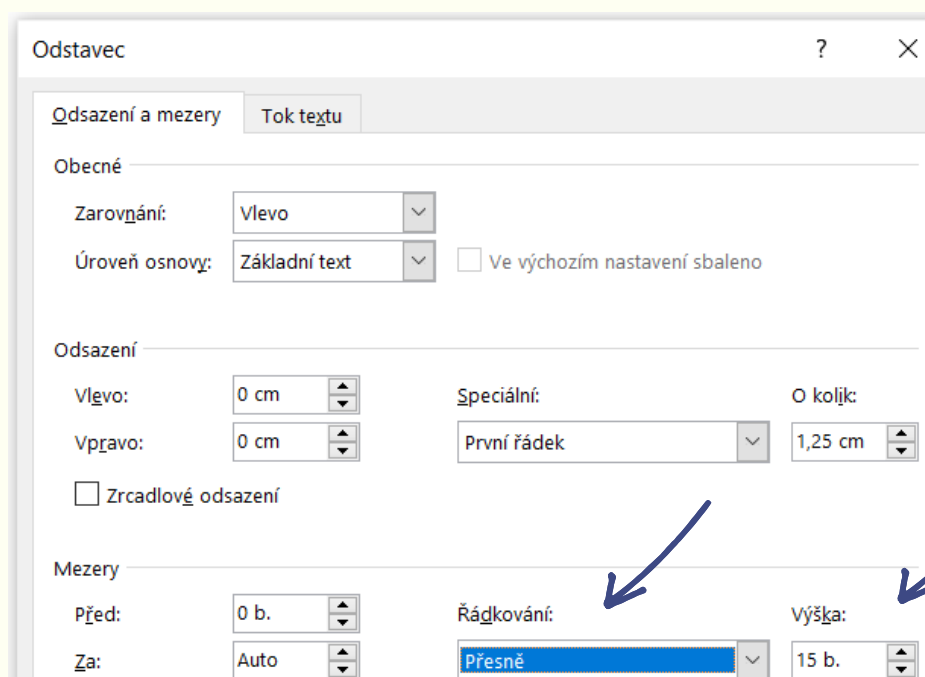 Odstavec ?
Odsazení a mezery Tok textu
Obecné
Zarovnání: Vlevo
Úroveň osnovy: Základní text Ve výchozím nastavení sbaleno
Odsazení
Vlevo: 0 cm Speciální: O kolik:
Vpravo: 0 cm První řádek 1,25 cm
Zrcadlové odsazení
Mezery
Před: 0 b. Řádkování: Výška:
Za: Auto Přesně 15 b.